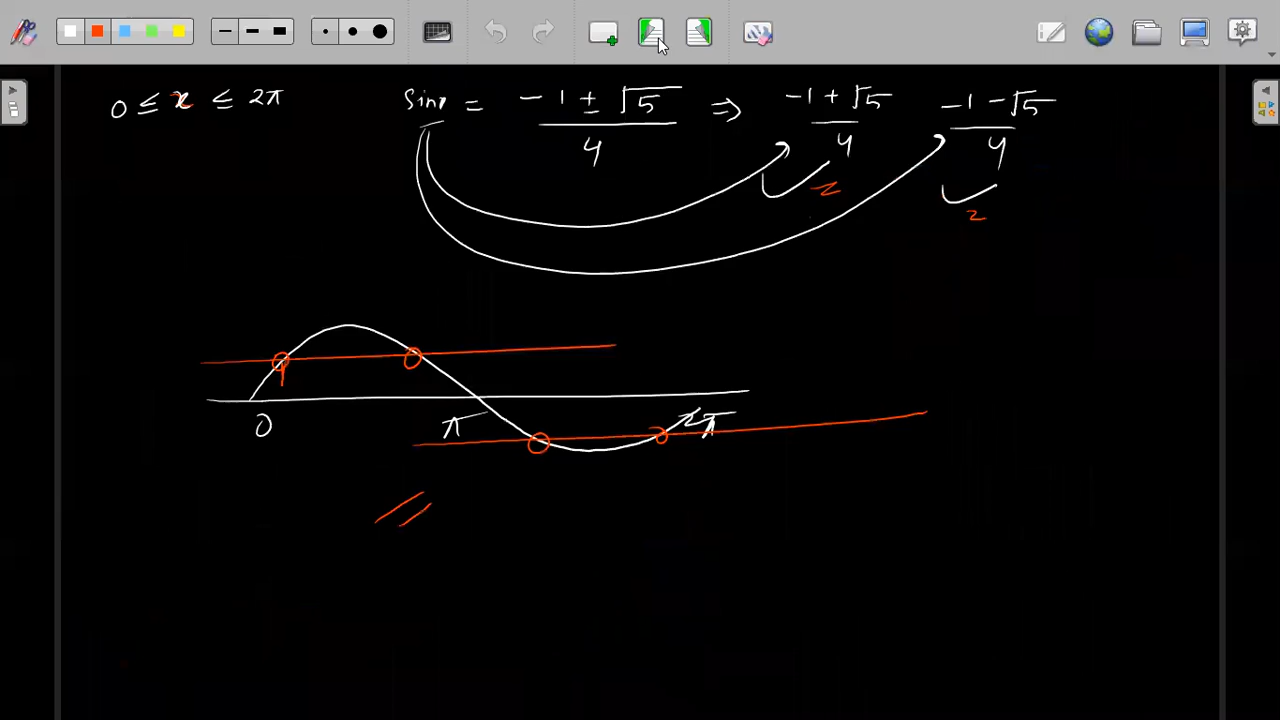 0 ≤ x ≤ 2π sinx = -1 ± √5 / 4 ⇒ -1 + √5 / 4 -1 - √5 / 4
2 2
0 π 2π